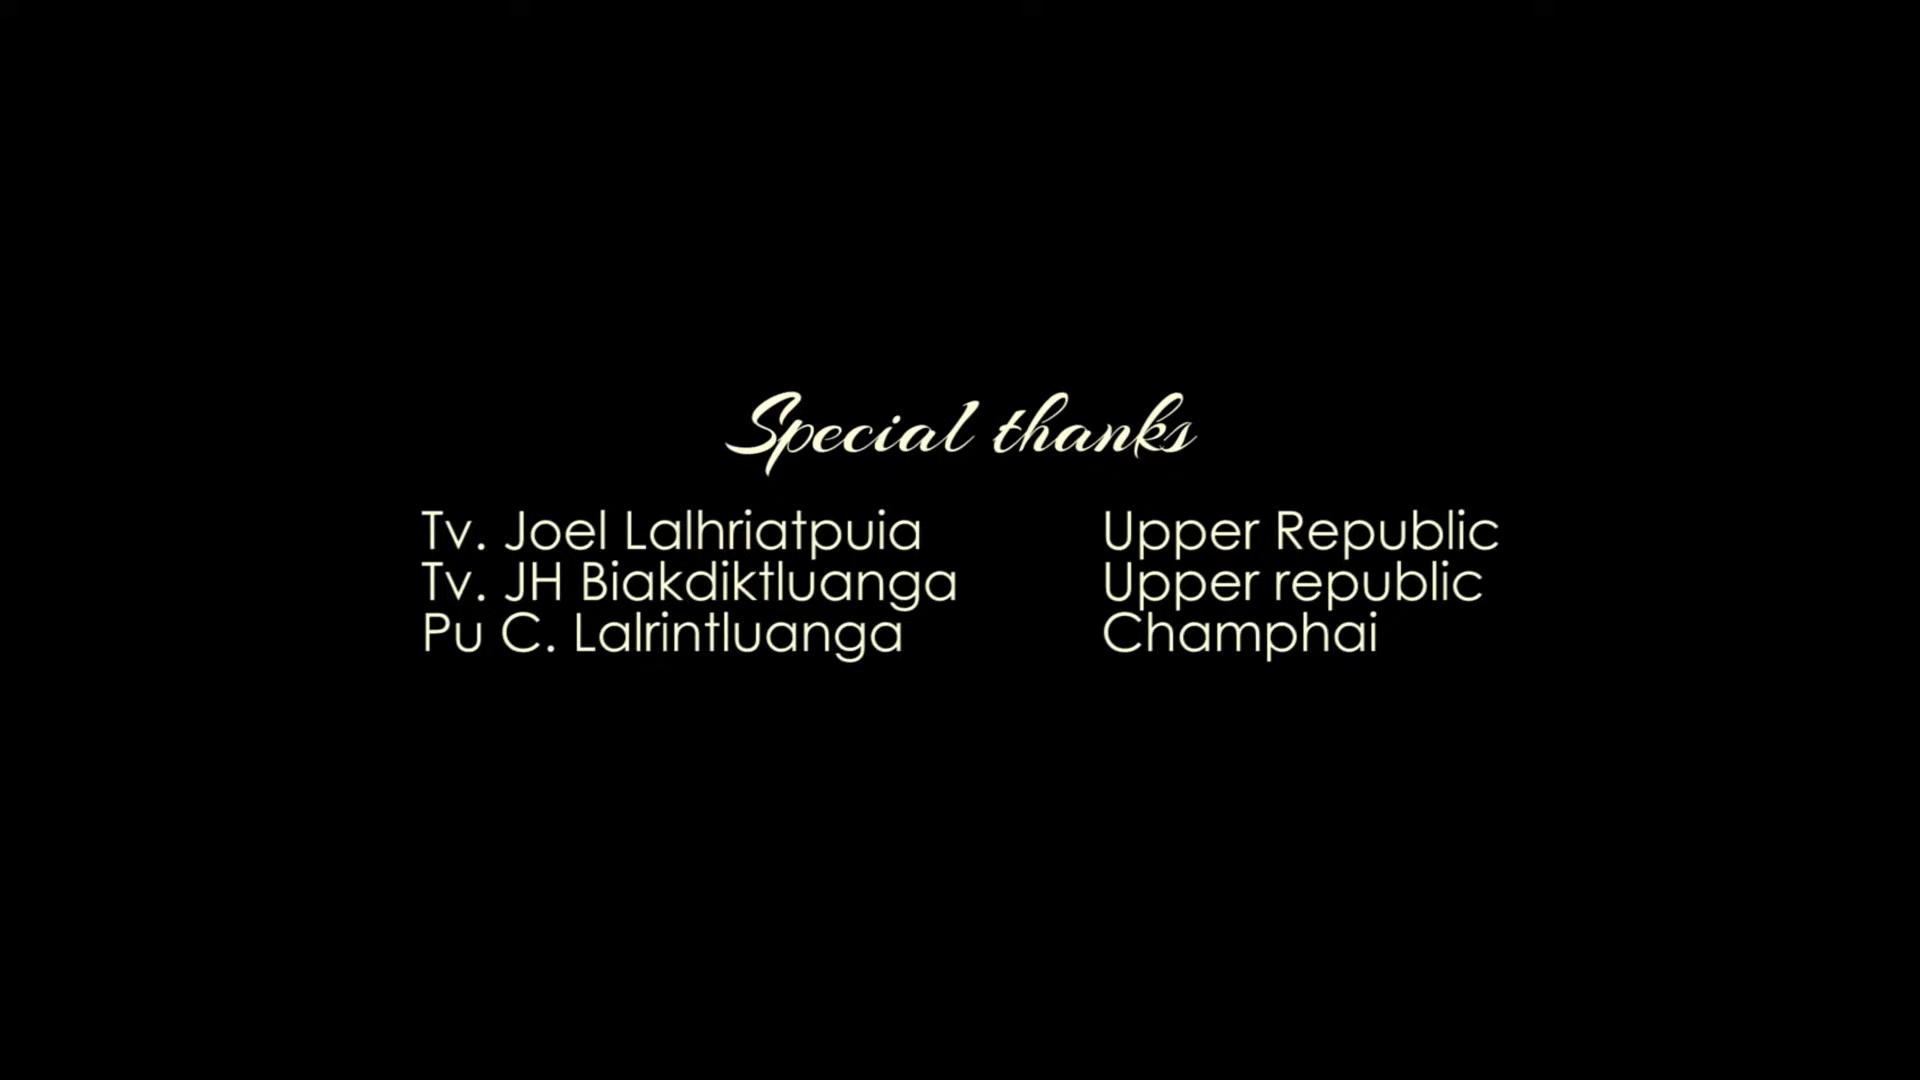 Special thanks
Tv. Joel Lalhriatpuia Upper Republic
Tv. JH Biakdiktluanga Upper republic
Pu C. Lalrintluanga Champhai